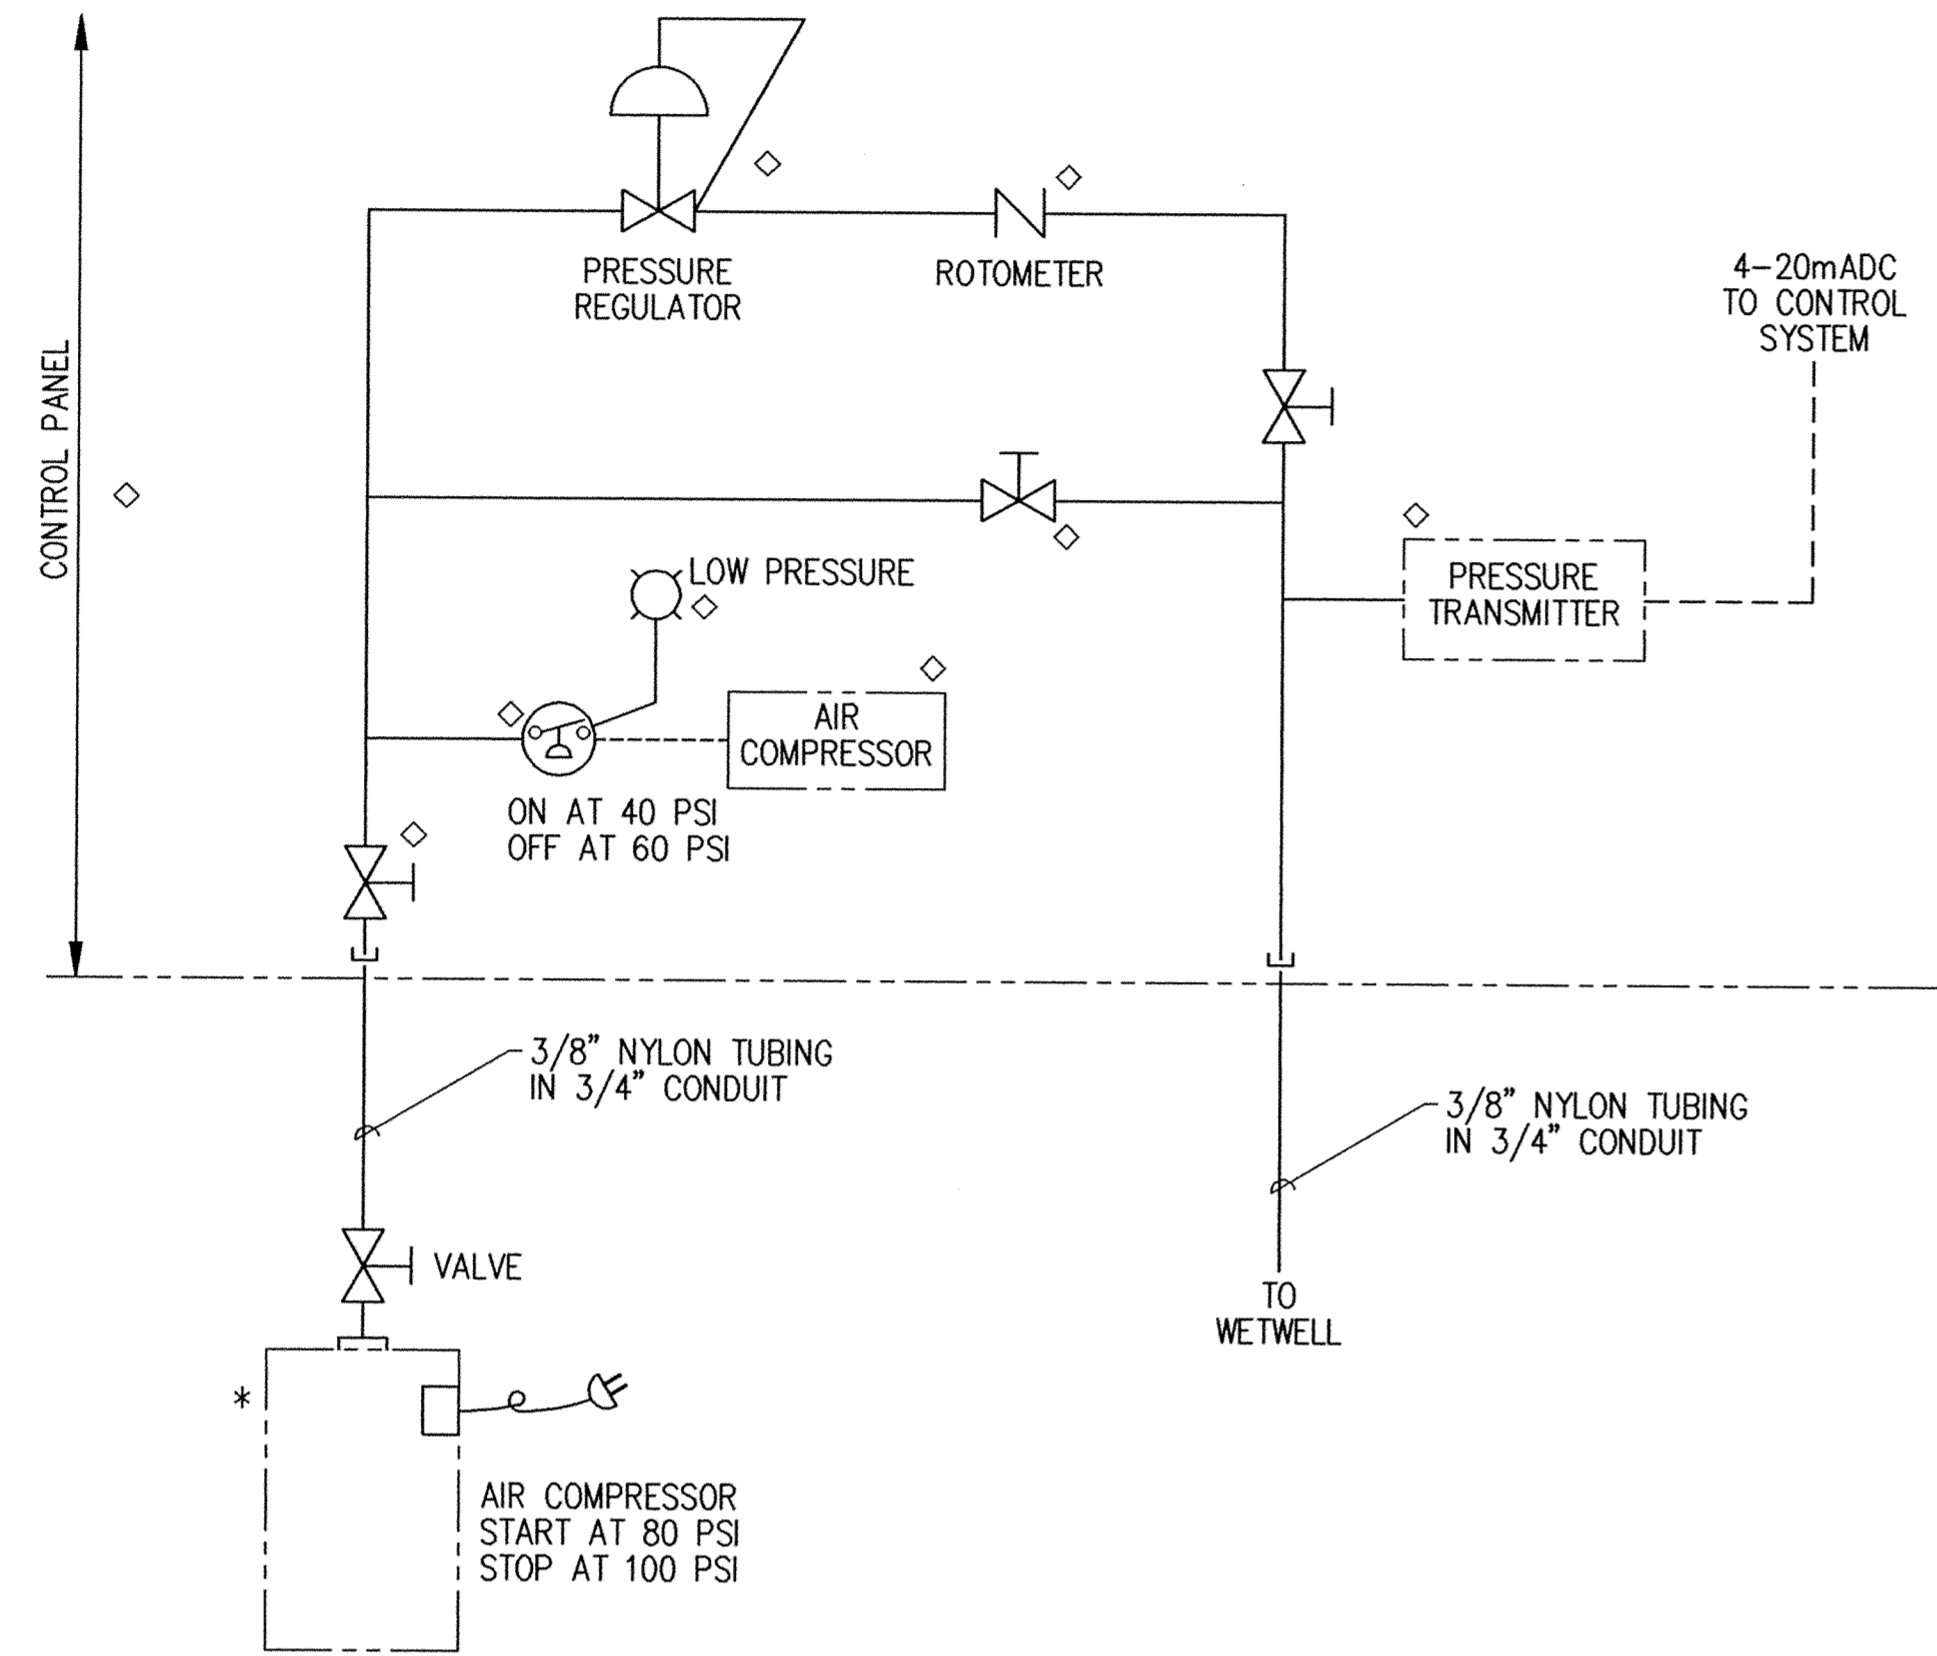 CONTROL PANEL
PRESSURE
REGULATOR
ROTOMETER
4-20mADC
TO CONTROL
SYSTEM
LOW PRESSURE
PRESSURE
TRANSMITTER
AIR
COMPRESSOR
ON AT 40 PSI
OFF AT 60 PSI
3/8" NYLON TUBING
IN 3/4" CONDUIT
3/8" NYLON TUBING
IN 3/4" CONDUIT
VALVE
TO
WETWELL
*
AIR COMPRESSOR
START AT 80 PSI
STOP AT 100 PSI